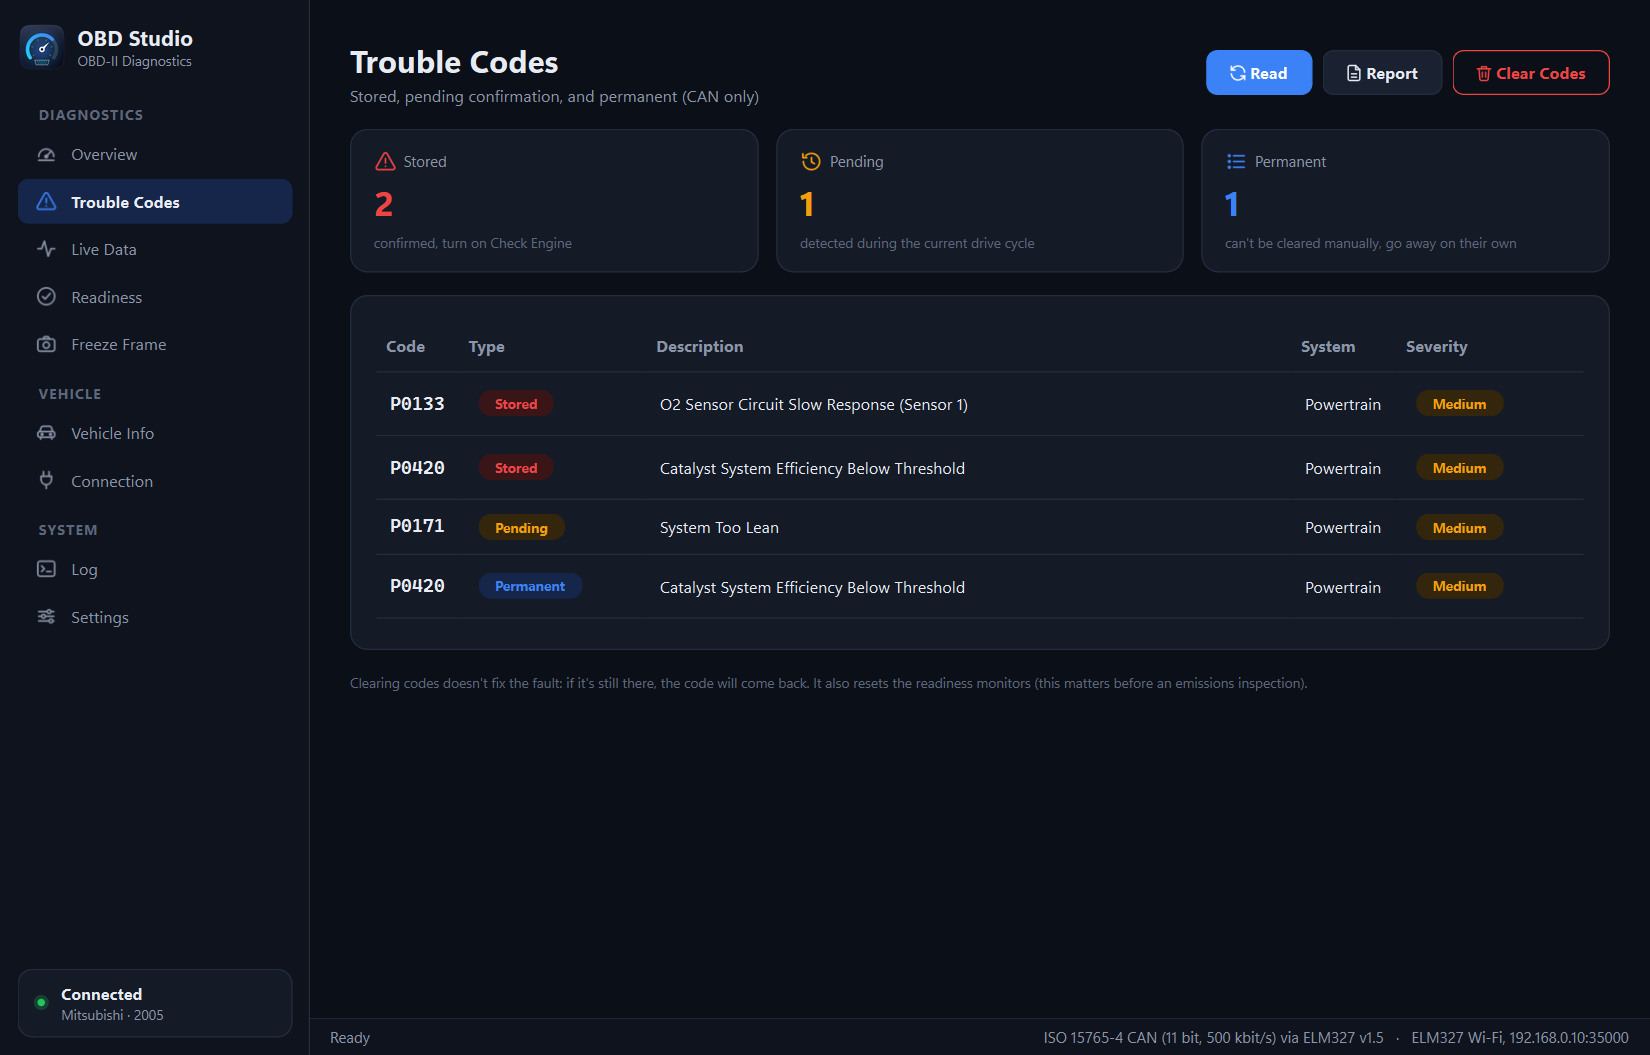 OBD Studio
OBD-II Diagnostics
DIAGNOSTICS
Overview
Trouble Codes
Live Data
Readiness
Freeze Frame
VEHICLE
Vehicle Info
Connection
SYSTEM
Log
Settings
Connected
Mitsubishi · 2005
Trouble Codes
Stored, pending confirmation, and permanent (CAN only)
Read
Report
Clear Codes
Stored
2
confirmed, turn on Check Engine
Pending
1
detected during the current drive cycle
Permanent
1
can't be cleared manually, go away on their own
Code Type Description System Severity
P0133 Stored O2 Sensor Circuit Slow Response (Sensor 1) Powertrain Medium
P0420 Stored Catalyst System Efficiency Below Threshold Powertrain Medium
P0171 Pending System Too Lean Powertrain Medium
P0420 Permanent Catalyst System Efficiency Below Threshold Powertrain Medium
Clearing codes doesn't fix the fault: if it's still there, the code will come back. It also resets the readiness monitors (this matters before an emissions inspection).
Ready
ISO 15765-4 CAN (11 bit, 500 kbit/s) via ELM327 v1.5 · ELM327 Wi-Fi, 192.168.0.10:35000